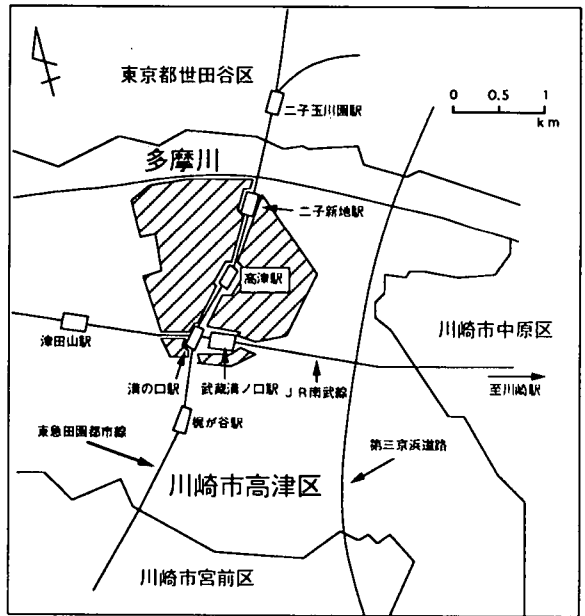 東京都世田谷区
二子玉川園駅
0 0.5 1
km
多摩川
二子新地駅
高津駅
川崎市中原区
津田山駅
溝の口駅
武蔵溝ノ口駅
JR南武線
至川崎駅
梶が谷駅
東急田園都市線
第三京浜道路
川崎市高津区
川崎市宮前区